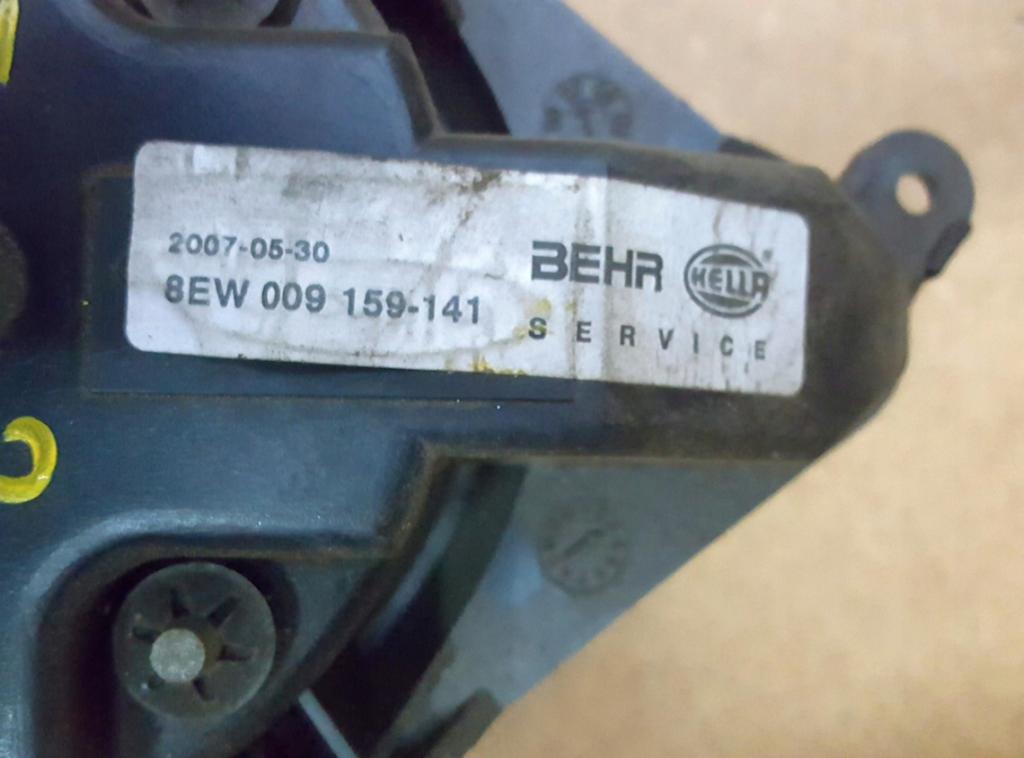 2007-05-30
8EW 009 159-141
BEHR HELLA®
SERVICE